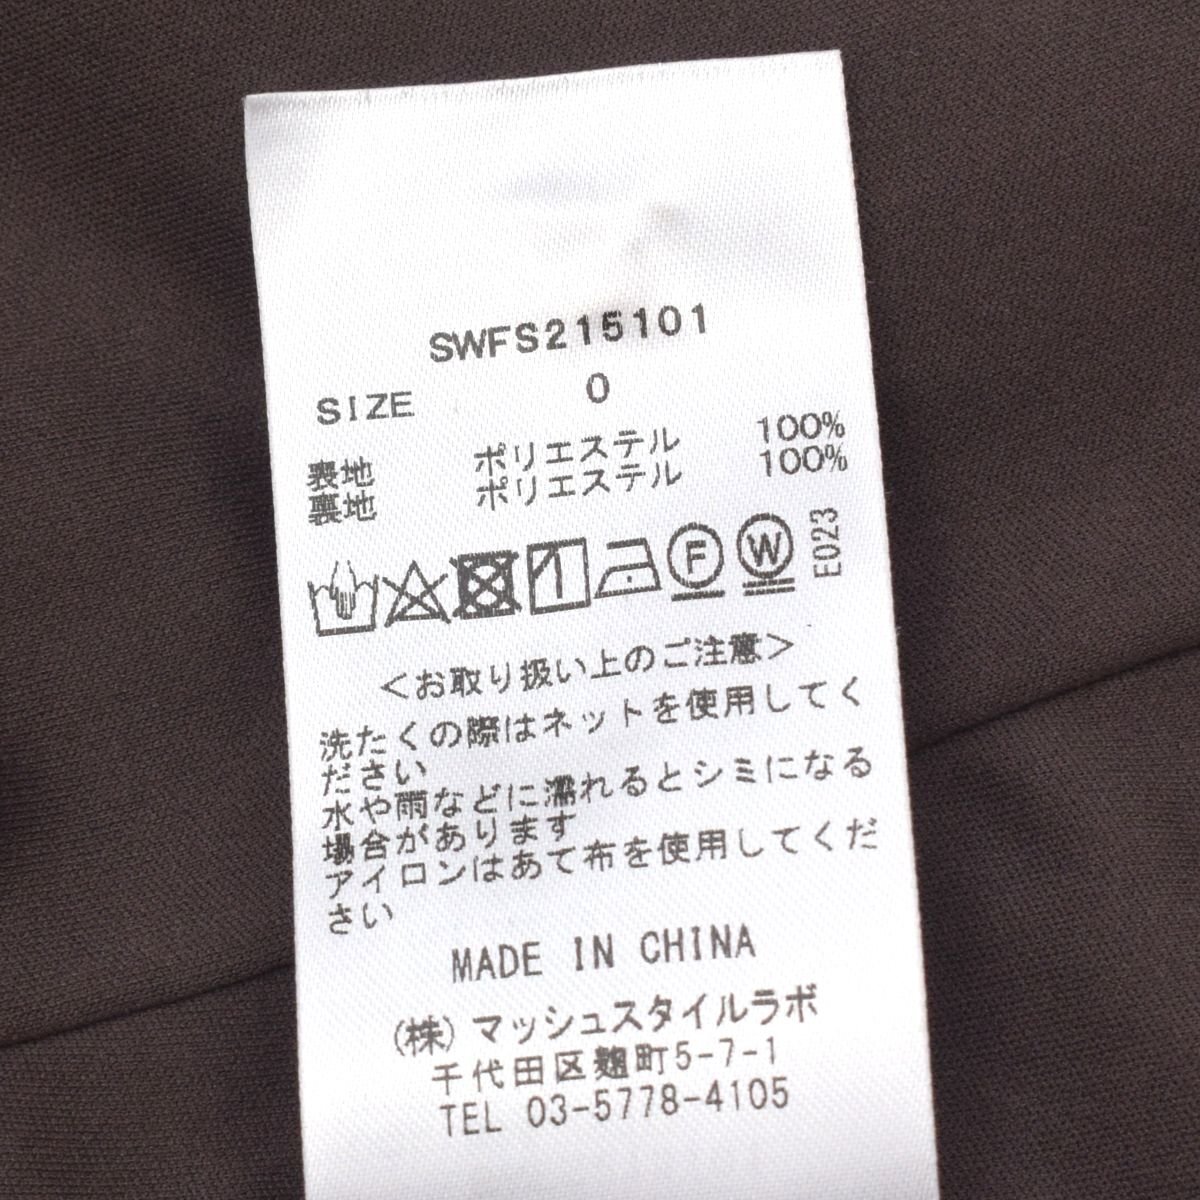 SWFS215101
SIZE 0
表地 ポリエステル 100%
裏地 ポリエステル 100%
F W E023
<お取り扱い上のご注意>
洗たくの際はネットを使用してく
ださい
水や雨などに濡れるとシミになる
場合があります
アイロンはあて布を使用してくだ
さい
MADE IN CHINA
(株)マッシュスタイルラボ
千代田区麹町5-7-1
TEL 03-5778-4105